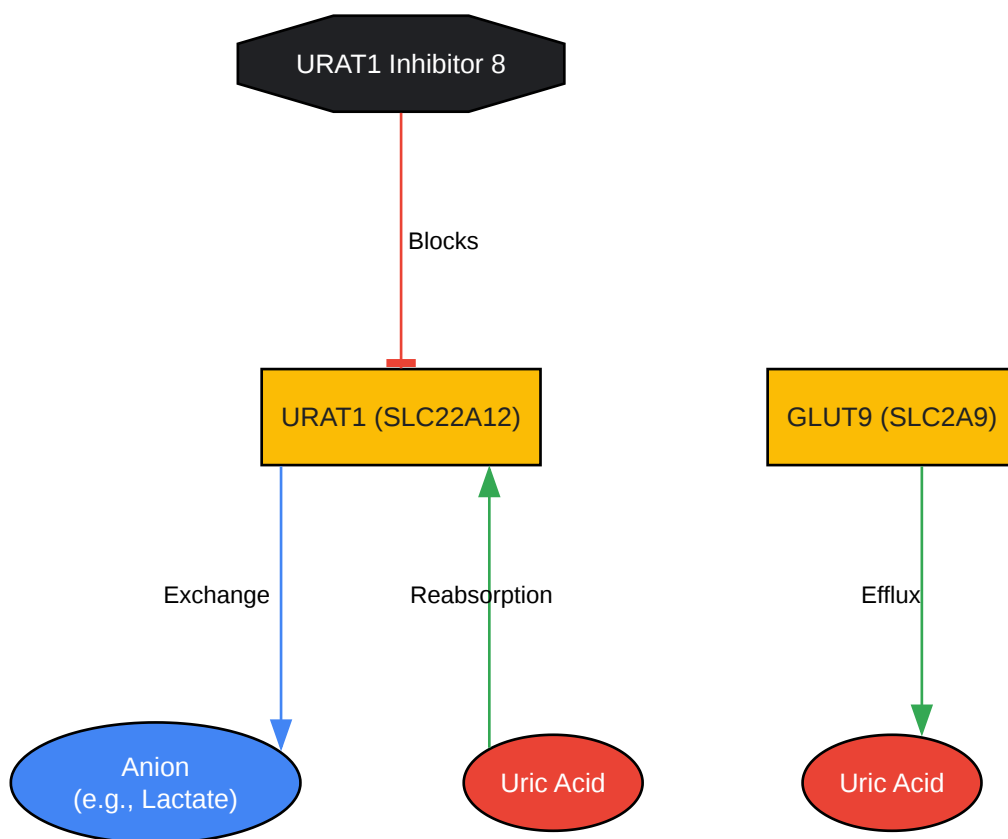 URAT1 Inhibitor 8
Blocks
URAT1 (SLC22A12)
GLUT9 (SLC2A9)
Exchange
Reabsorption
Efflux
Anion
(e.g., Lactate)
Uric Acid
Uric Acid